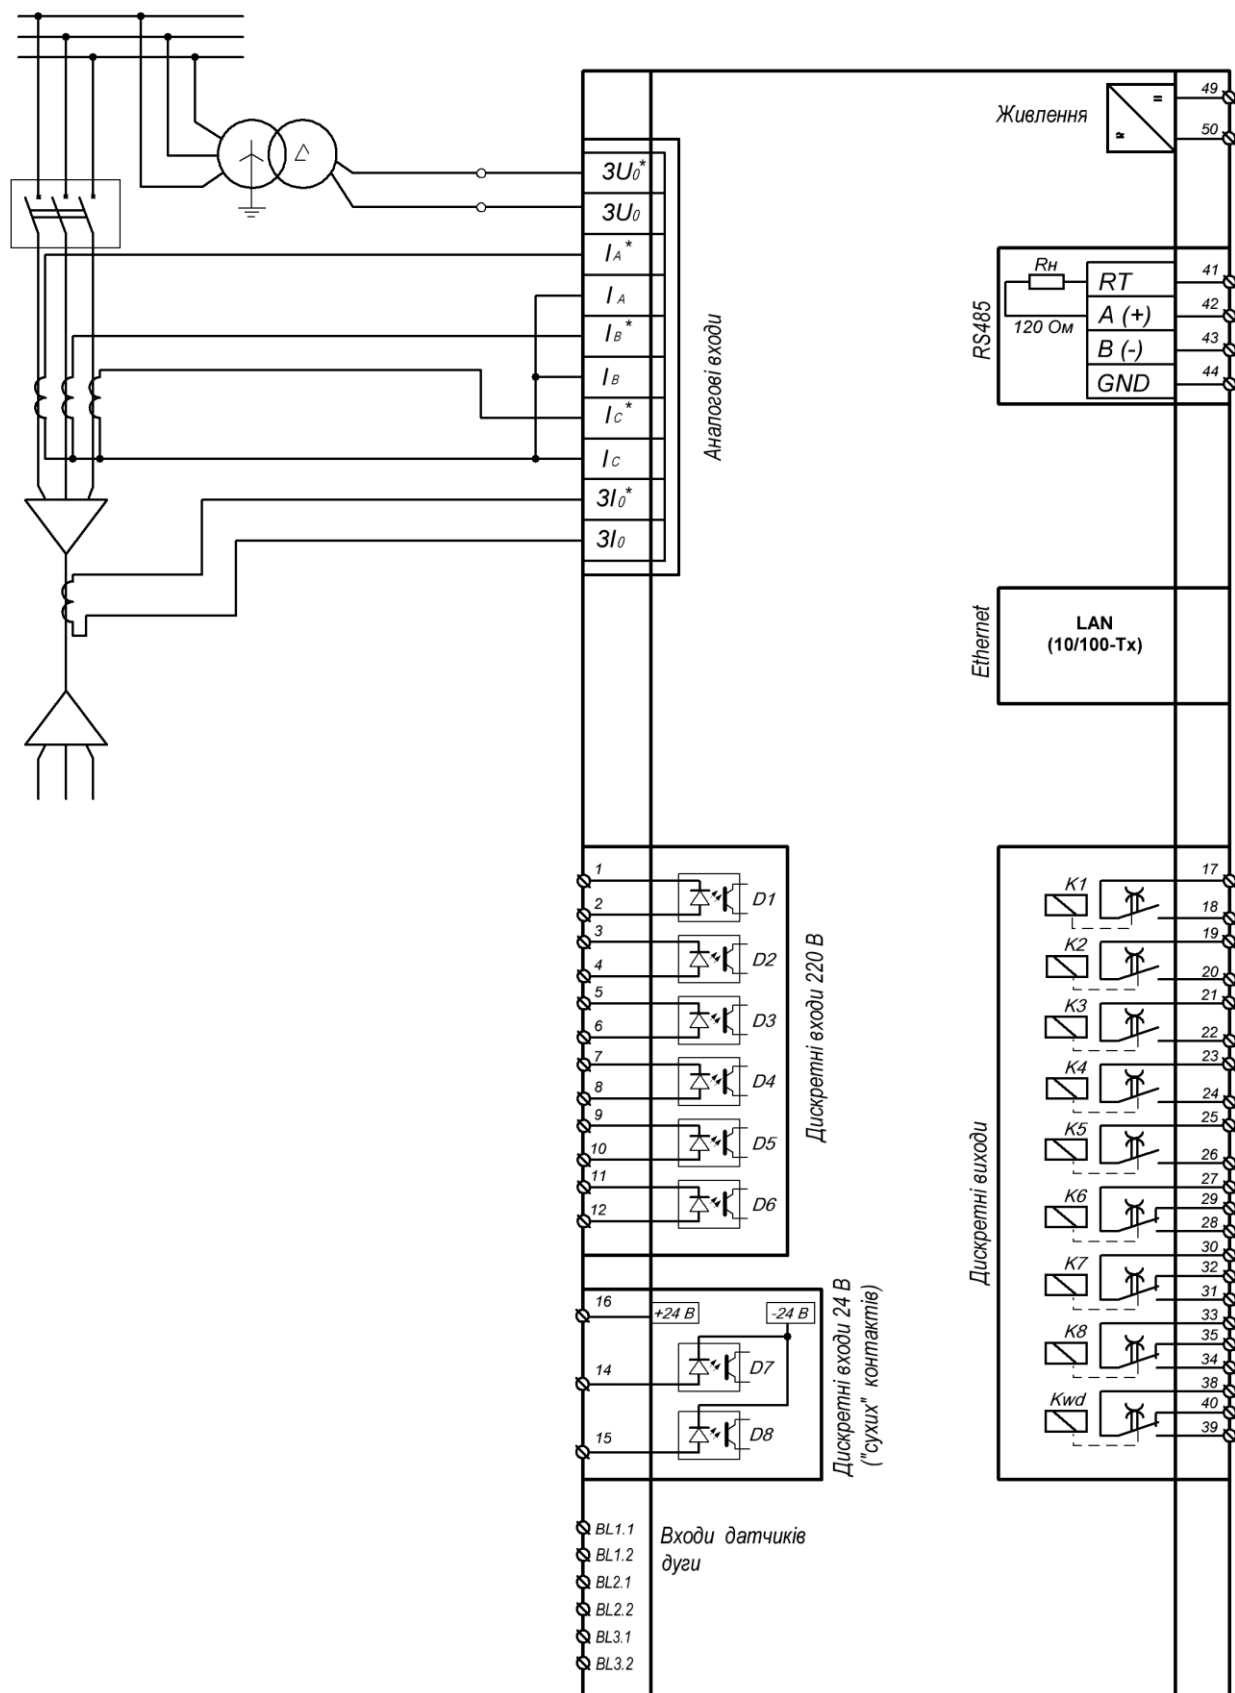 3U0*
3U0
IA*
IA
IB*
IB
IC*
IC
3I0*
3I0
Аналогові входи
Живлення
49
50
RS485
Rн
120 Ом
RT
A (+)
B (-)
GND
41
42
43
44
Ethernet
LAN
(10/100-Tx)
1
2
D1
3
4
D2
5
6
D3
7
8
D4
9
10
D5
11
12
D6
Дискретні входи 220 В
16
+24 В
-24 В
14
D7
15
D8
Дискретні входи 24 В
("сухих" контактів)
BL1.1
BL1.2
BL2.1
BL2.2
BL3.1
BL3.2
Входи датчиків
дуги
Дискретні виходи
K1
17
18
K2
19
20
K3
21
22
K4
23
24
K5
25
26
K6
27
29
28
K7
30
32
31
K8
33
35
34
Kwd
38
40
39